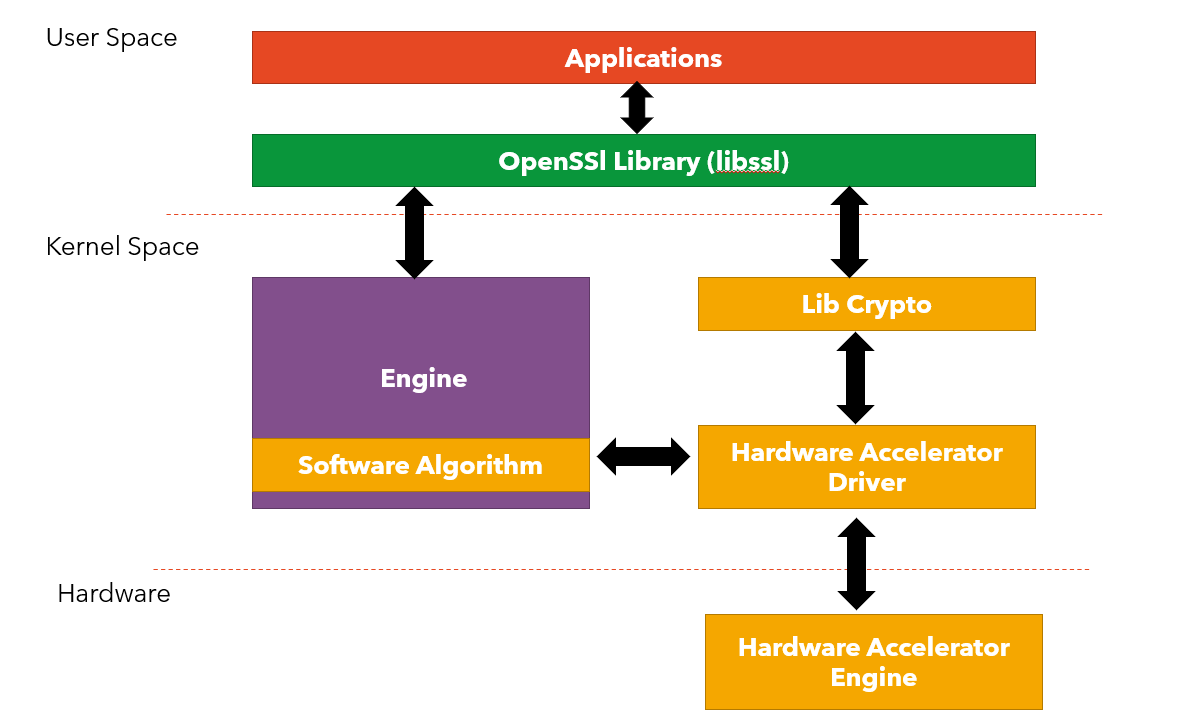 User Space
Applications
OpenSSl Library (libssl)
Kernel Space
Lib Crypto
Engine
Software Algorithm
Hardware Accelerator
Driver
Hardware
Hardware Accelerator
Engine